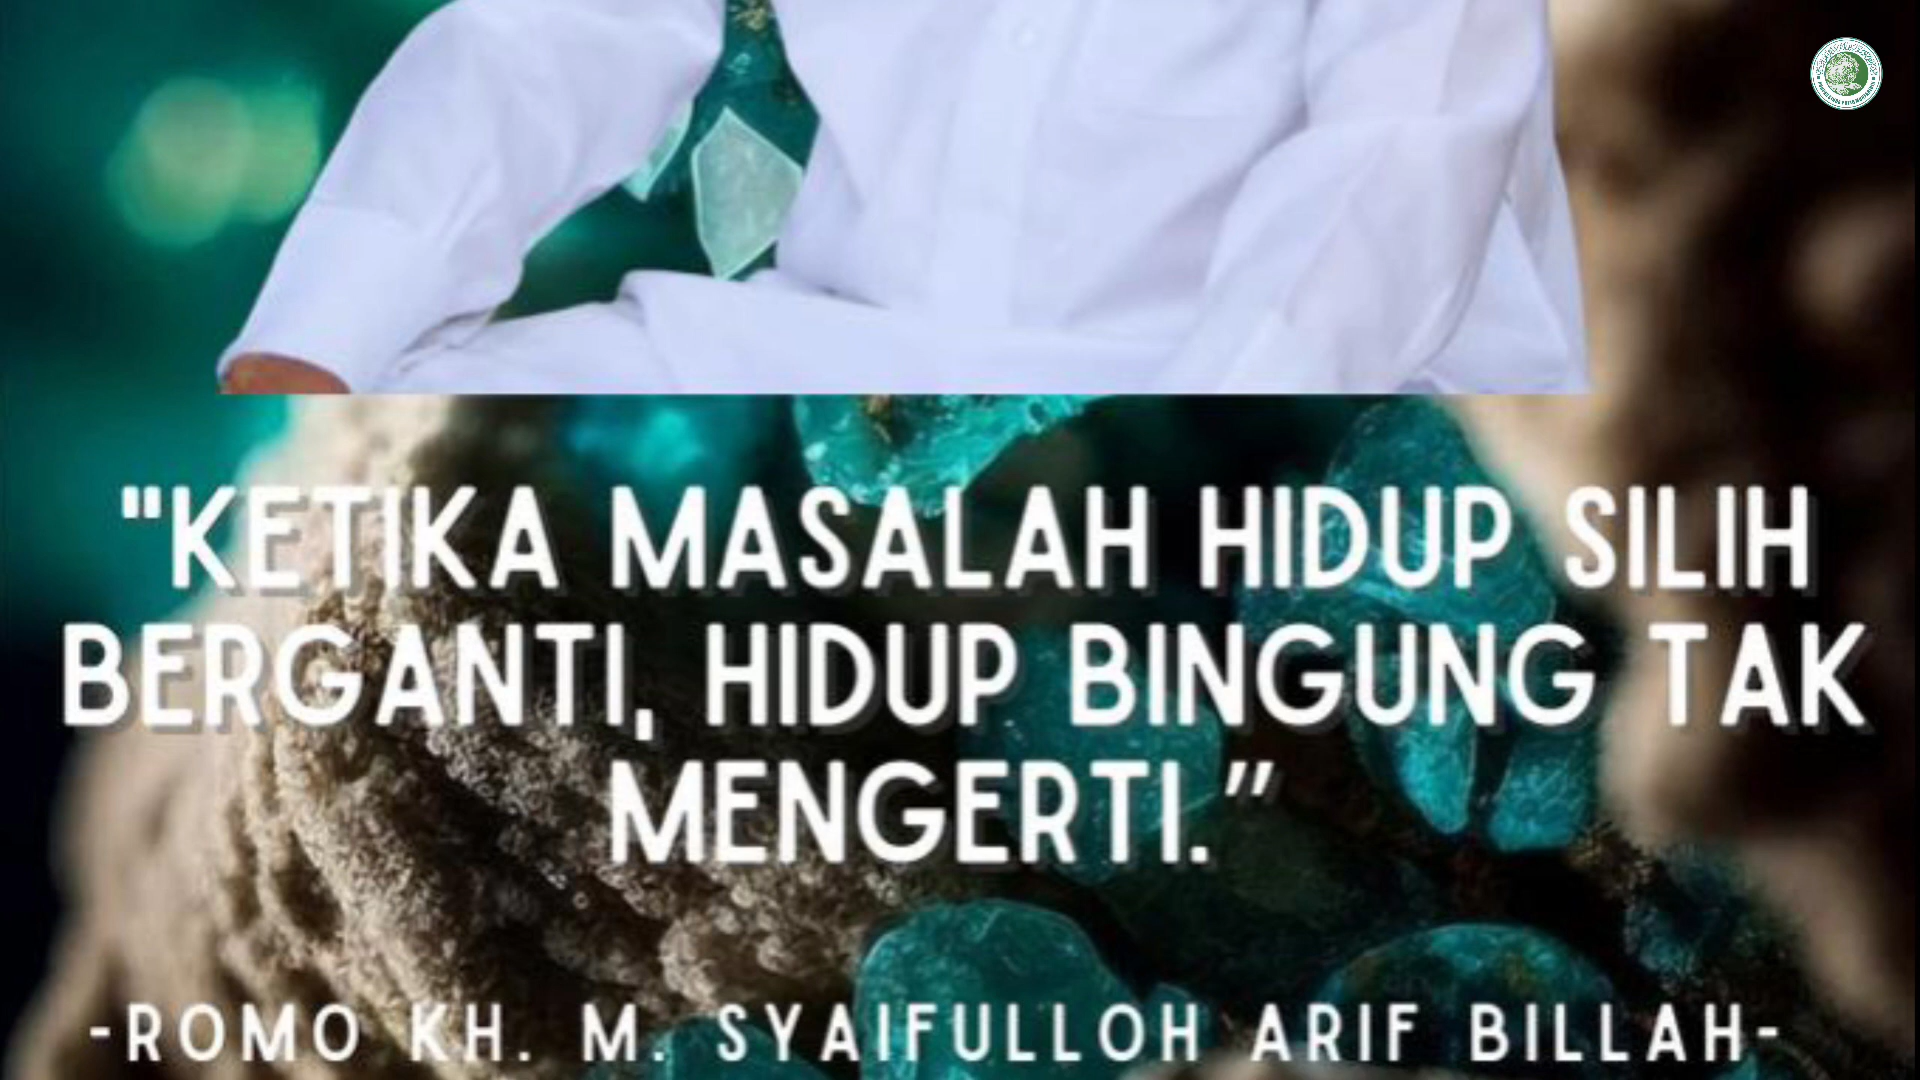 "KETIKA MASALAH HIDUP SILIH
BERGANTI, HIDUP BINGUNG TAK
MENGERTI."
-ROMO KH. M. SYAIFULLOH ARIF BILLAH-